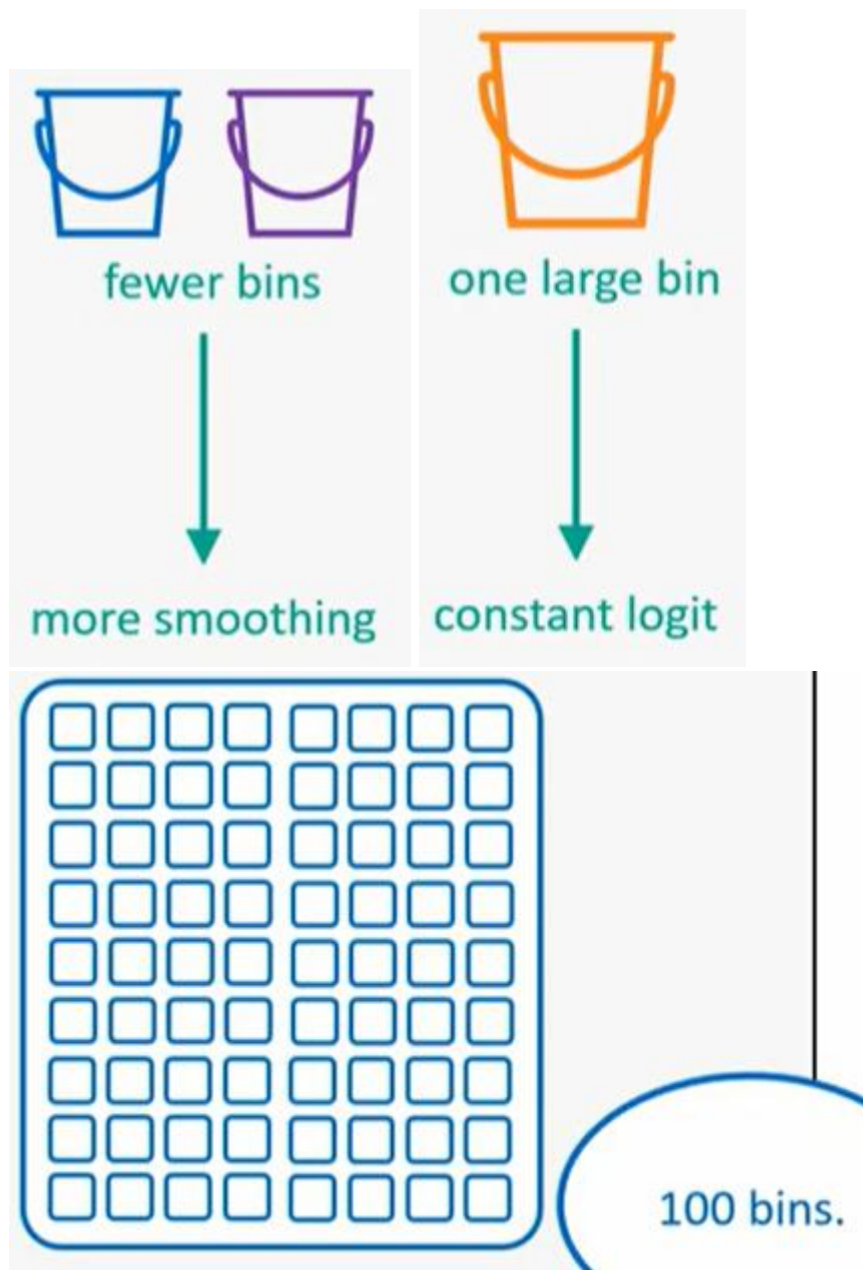 fewer bins
one large bin
more smoothing
constant logit
100 bins.